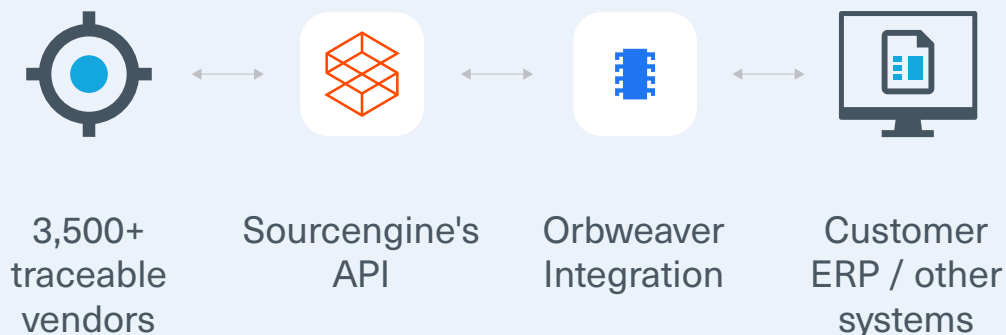 3,500+
traceable
vendors
Sourcengine's
API
Orbweaver
Integration
Customer
ERP / other
systems